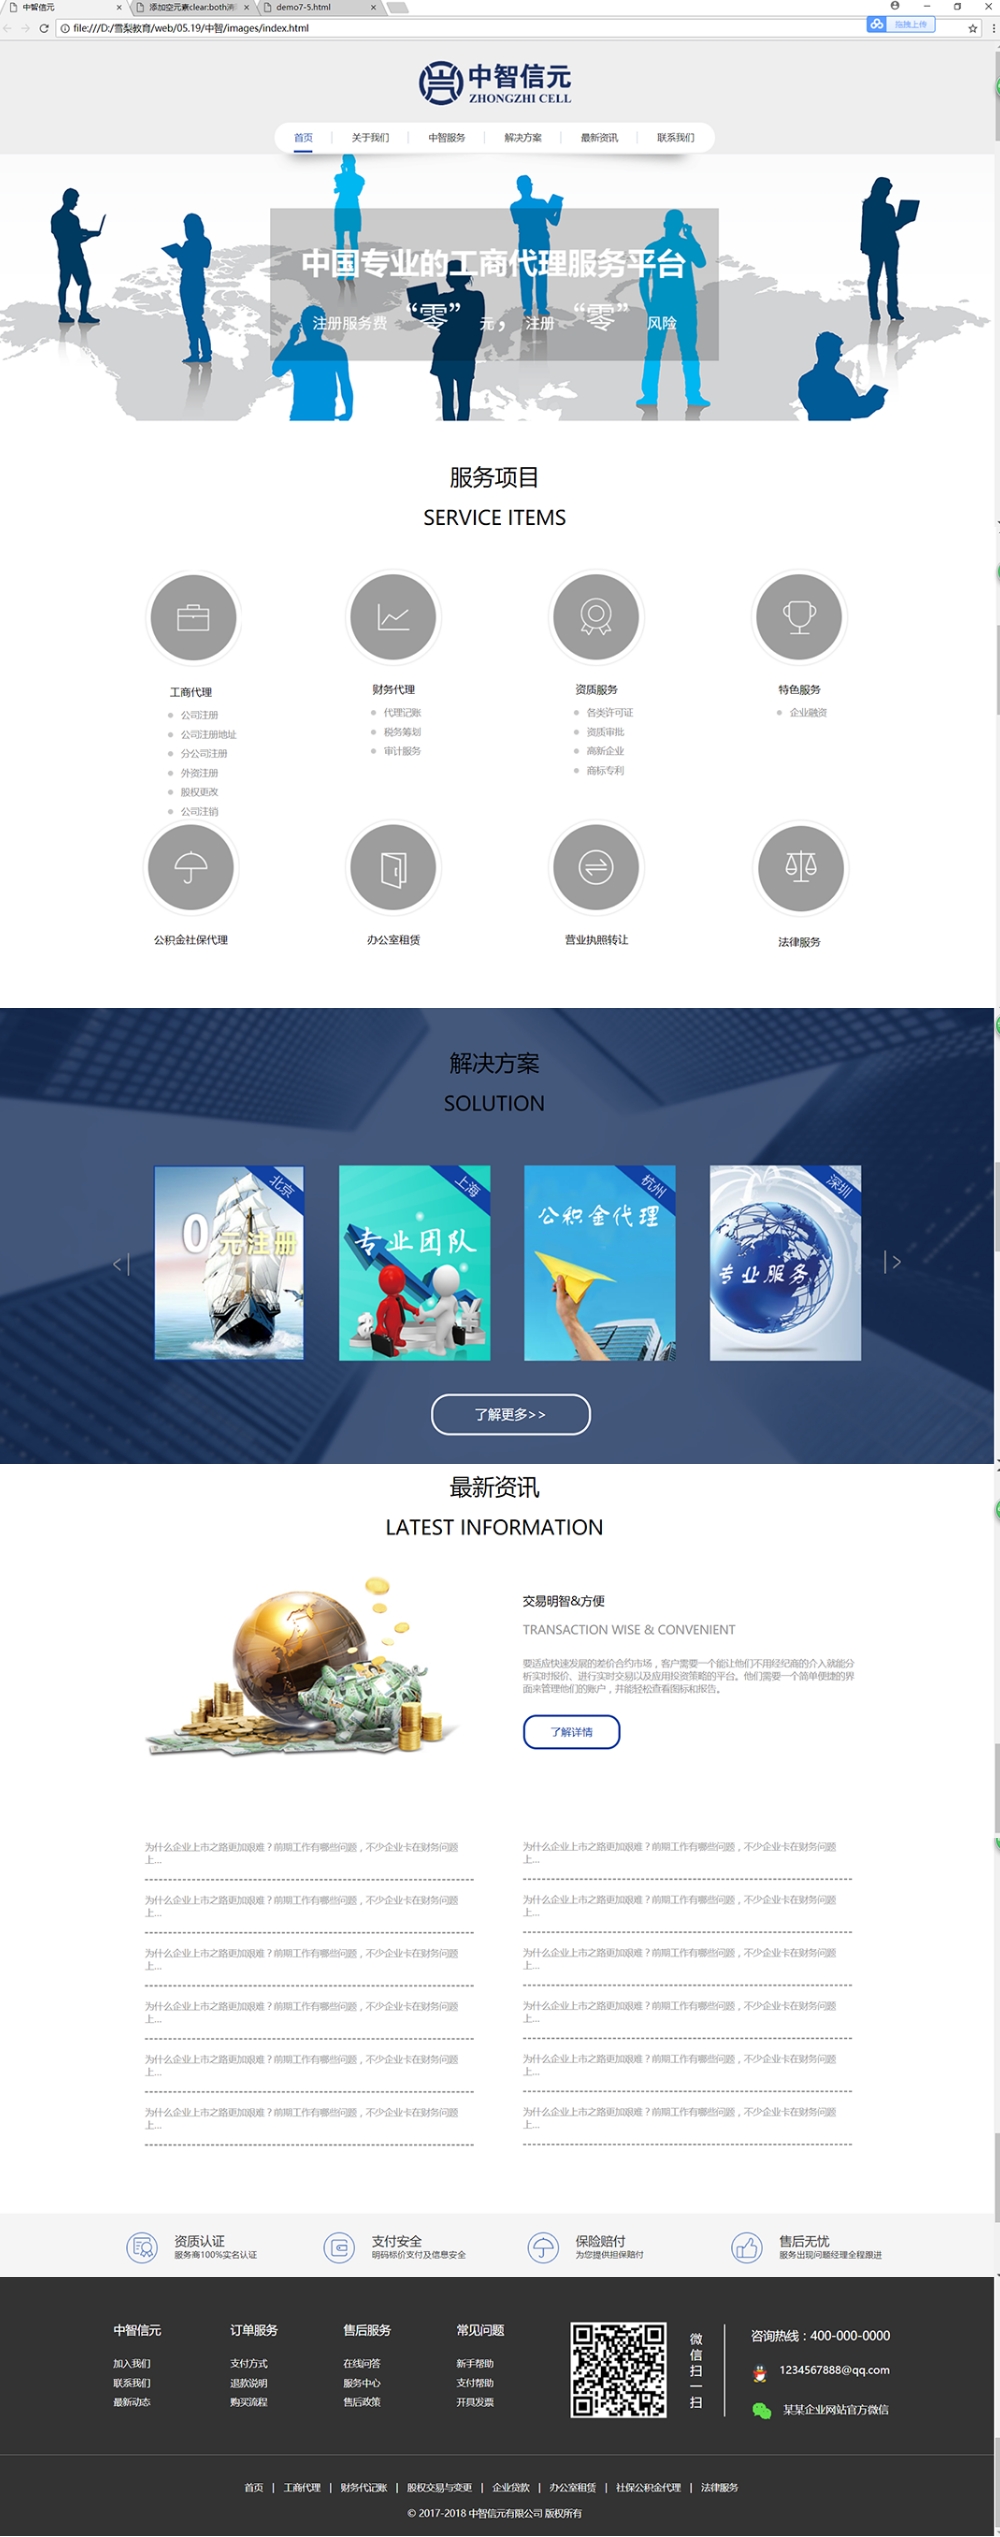 中智信元
添加空元素clear:both消
demo7-5.html
file:///D:/雪梨教育/web/05.19/中智/images/index.html
拖拽上传
中智信元
ZHONGZHI CELL
首页 关于我们 中智服务 解决方案 最新资讯 联系我们
中国专业的工商代理服务平台
注册服务费 “零” 元， 注册 “零” 风险
服务项目
SERVICE ITEMS
工商代理
公司注册
公司注册地址
分公司注册
外资注册
股权更改
公司注销
财务代理
代理记账
税务筹划
审计服务
资质服务
各类许可证
资质审批
高新企业
商标专利
特色服务
企业融资
公积金社保代理
办公室租赁
营业执照转让
法律服务
解决方案
SOLUTION
北京
0元注册
上海
专业团队
杭州
公积金代理
深圳
专业服务
了解更多>>
最新资讯
LATEST INFORMATION
交易明智&方便
TRANSACTION WISE & CONVENIENT
要适应快速发展的差价合约市场，客户需要一个能让他们不用经纪商的介入就能分
析实时报价、进行实时交易以及应用投资策略的平台。他们需要一个简单便捷的界
面来管理他们的账户，并能轻松查看图标和报告。
了解详情
为什么企业上市之路更加艰难？前期工作有哪些问题，不少企业卡在财务问题
上...
为什么企业上市之路更加艰难？前期工作有哪些问题，不少企业卡在财务问题
上...
为什么企业上市之路更加艰难？前期工作有哪些问题，不少企业卡在财务问题
上...
为什么企业上市之路更加艰难？前期工作有哪些问题，不少企业卡在财务问题
上...
为什么企业上市之路更加艰难？前期工作有哪些问题，不少企业卡在财务问题
上...
为什么企业上市之路更加艰难？前期工作有哪些问题，不少企业卡在财务问题
上...
为什么企业上市之路更加艰难？前期工作有哪些问题，不少企业卡在财务问题
上...
为什么企业上市之路更加艰难？前期工作有哪些问题，不少企业卡在财务问题
上...
为什么企业上市之路更加艰难？前期工作有哪些问题，不少企业卡在财务问题
上...
为什么企业上市之路更加艰难？前期工作有哪些问题，不少企业卡在财务问题
上...
为什么企业上市之路更加艰难？前期工作有哪些问题，不少企业卡在财务问题
上...
为什么企业上市之路更加艰难？前期工作有哪些问题，不少企业卡在财务问题
上...
资质认证
服务商100%实名认证
支付安全
明码标价支付及信息安全
保险赔付
为您提供担保赔付
售后无忧
服务出现问题经理全程跟进
中智信元
加入我们
联系我们
最新动态
订单服务
支付方式
退款说明
购买流程
售后服务
在线问答
服务中心
售后政策
常见问题
新手帮助
支付帮助
开具发票
微信扫一扫
咨询热线：400-000-0000
1234567888@qq.com
某某企业网站官方微信
首页 | 工商代理 | 财务代记账 | 股权交易与变更 | 企业贷款 | 办公室租赁 | 社保公积金代理 | 法律服务
© 2017-2018 中智信元有限公司 版权所有